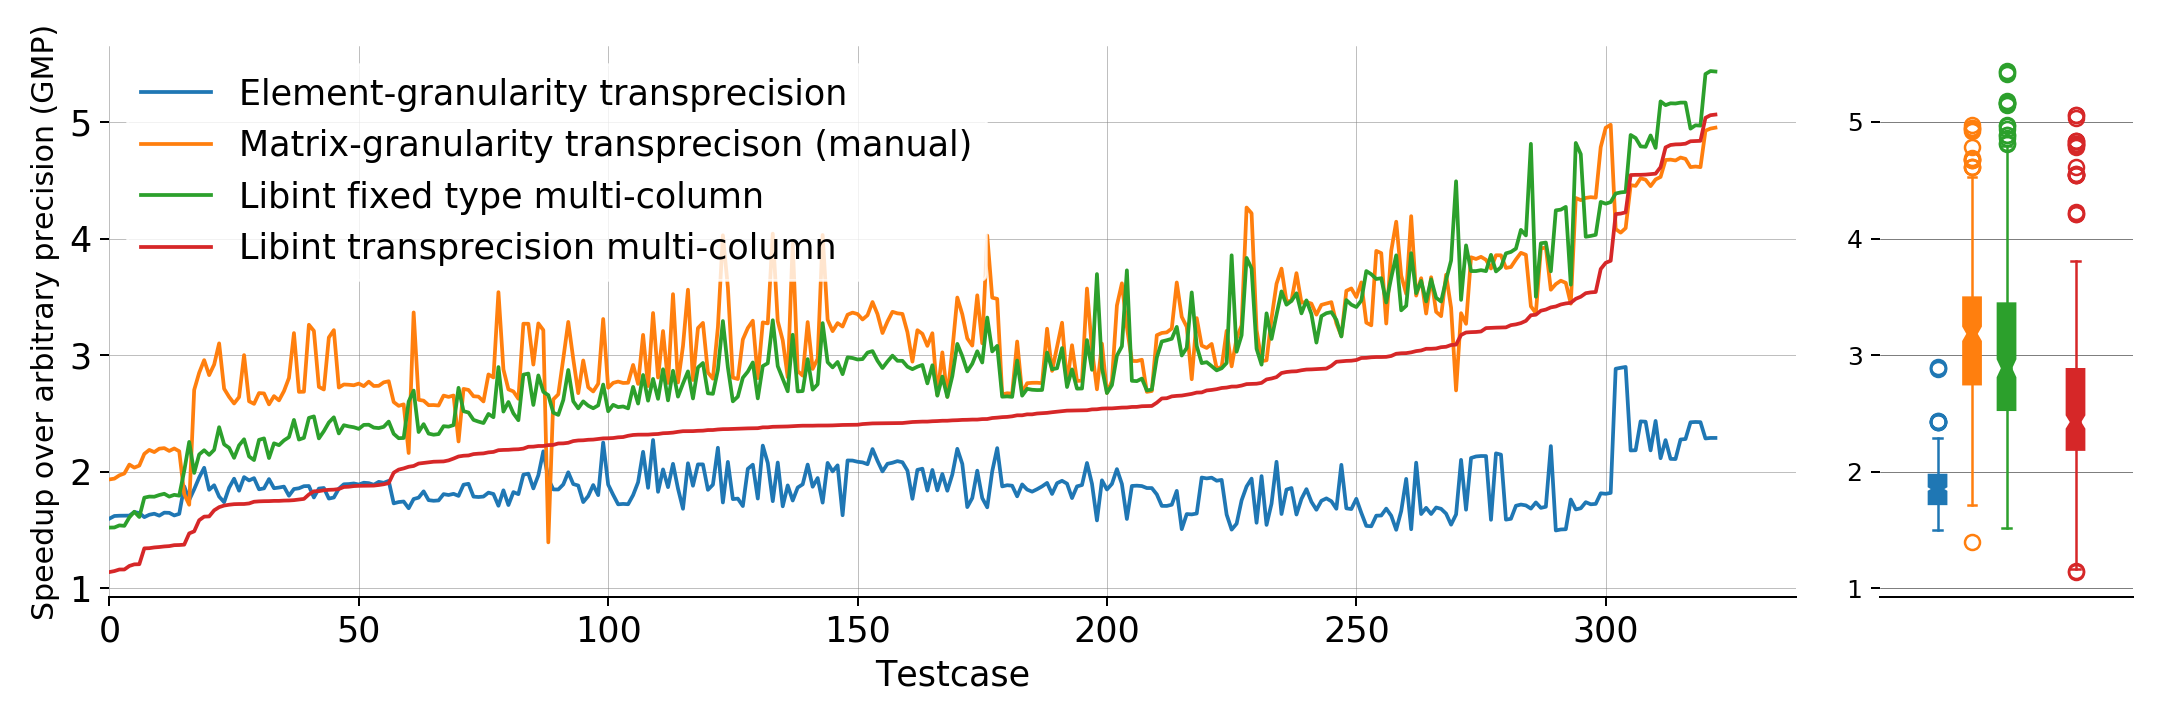 Speedup over arbitrary precision (GMP)
Element-granularity transprecision
Matrix-granularity transprecison (manual)
Libint fixed type multi-column
Libint transprecision multi-column
5
4
3
2
1
0 50 100 150 200 250 300
Testcase
5
4
3
2
1